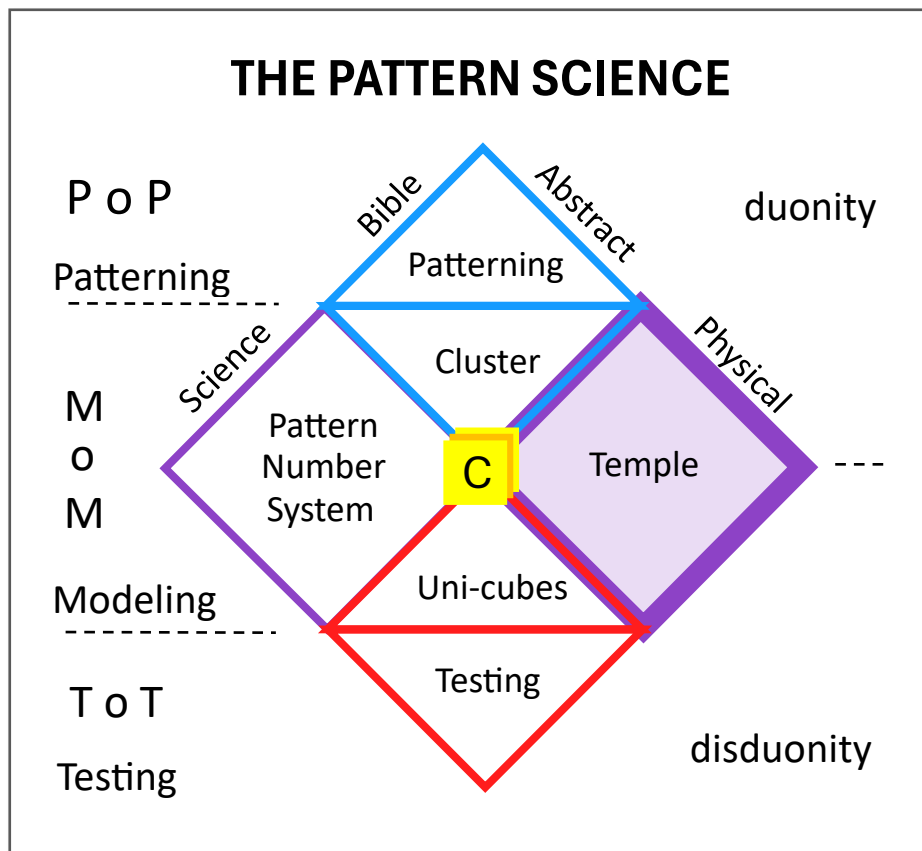 THE PATTERN SCIENCE
P o P
Bible
Abstract
duonity
Patterning
Patterning
Science
Cluster
Physical
M
o
M
Pattern
Number
System
C
Temple
Modeling
Uni-cubes
T o T
Testing
Testing
disduonity